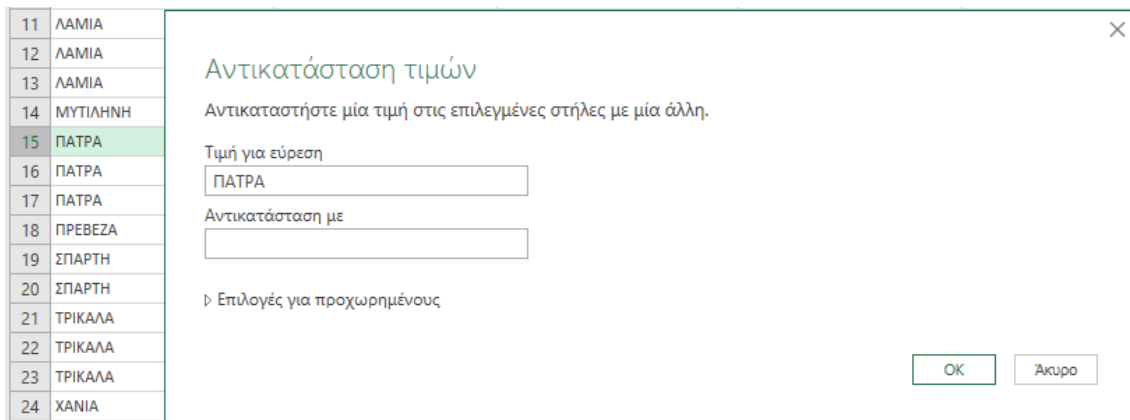 11 ΛΑΜΙΑ
12 ΛΑΜΙΑ
13 ΛΑΜΙΑ
14 ΜΥΤΙΛΗΝΗ
15 ΠΑΤΡΑ
16 ΠΑΤΡΑ
17 ΠΑΤΡΑ
18 ΠΡΕΒΕΖΑ
19 ΣΠΑΡΤΗ
20 ΣΠΑΡΤΗ
21 ΤΡΙΚΑΛΑ
22 ΤΡΙΚΑΛΑ
23 ΤΡΙΚΑΛΑ
24 ΧΑΝΙΑ
Αντικατάσταση τιμών
Αντικαταστήστε μία τιμή στις επιλεγμένες στήλες με μία άλλη.
Τιμή για εύρεση
ΠΑΤΡΑ
Αντικατάσταση με
Επιλογές για προχωρημένους
OK
Άκυρο